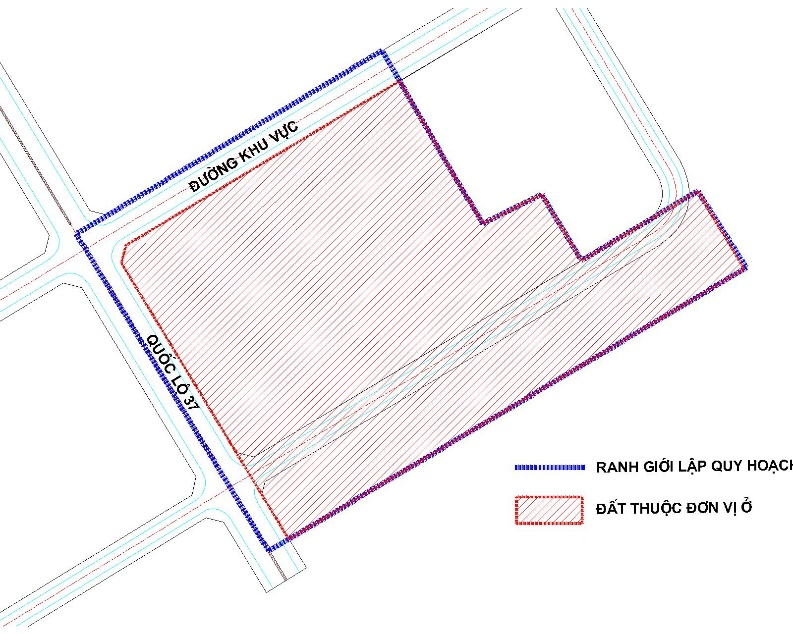 ĐƯỜNG KHU VỰC
QUỐC LỘ 37
RANH GIỚI LẬP QUY HOẠCH
ĐẤT THUỘC ĐƠN VỊ Ở